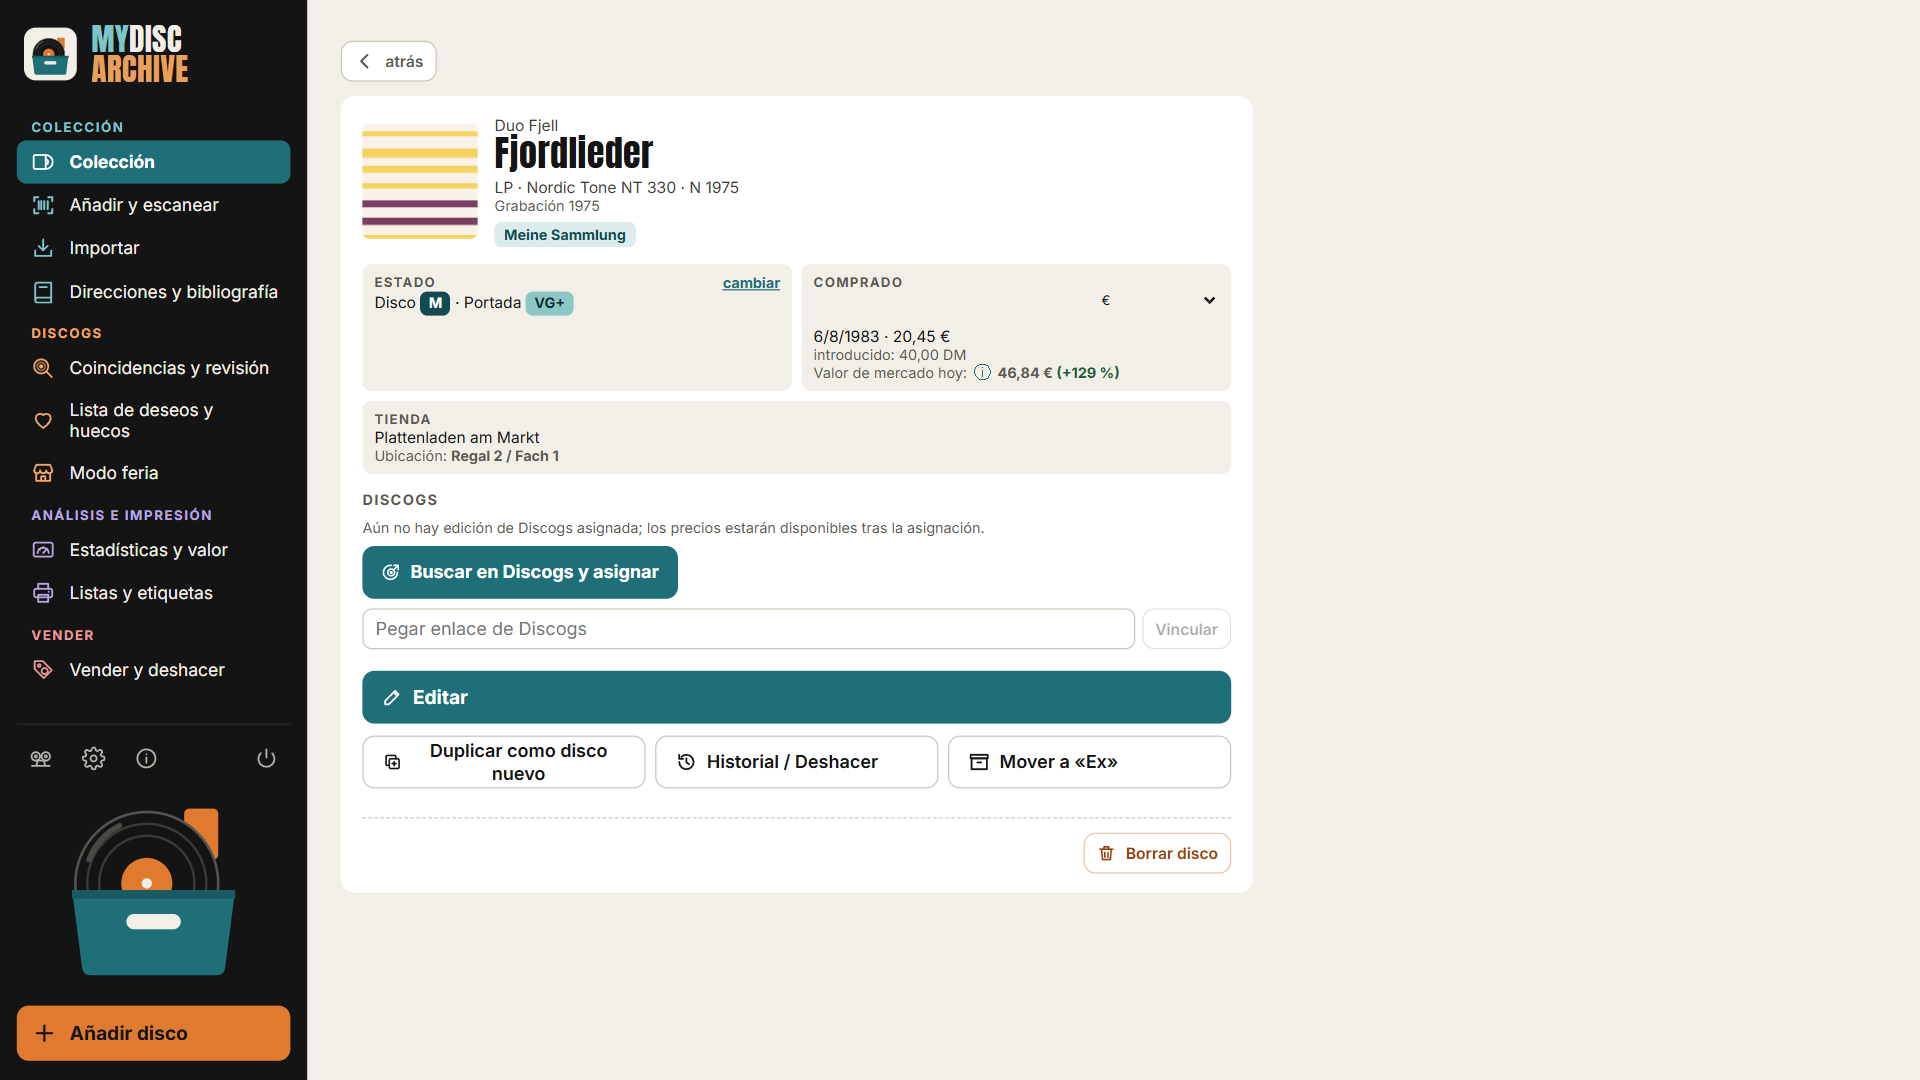 MYDISC
ARCHIVE
COLECCIÓN
Colección
Añadir y escanear
Importar
Direcciones y bibliografía
DISCOGS
Coincidencias y revisión
Lista de deseos y
huecos
Modo feria
ANÁLISIS E IMPRESIÓN
Estadísticas y valor
Listas y etiquetas
VENDER
Vender y deshacer
Añadir disco
atrás
Duo Fjell
Fjordlieder
LP · Nordic Tone NT 330 · N 1975
Grabación 1975
Meine Sammlung
ESTADO
cambiar
Disco M · Portada VG+
COMPRADO
€
6/8/1983 · 20,45 €
introducido: 40,00 DM
Valor de mercado hoy: 46,84 € (+129 %)
TIENDA
Plattenladen am Markt
Ubicación: Regal 2 / Fach 1
DISCOGS
Aún no hay edición de Discogs asignada; los precios estarán disponibles tras la asignación.
Buscar en Discogs y asignar
Pegar enlace de Discogs
Vincular
Editar
Duplicar como disco
nuevo
Historial / Deshacer
Mover a «Ex»
Borrar disco